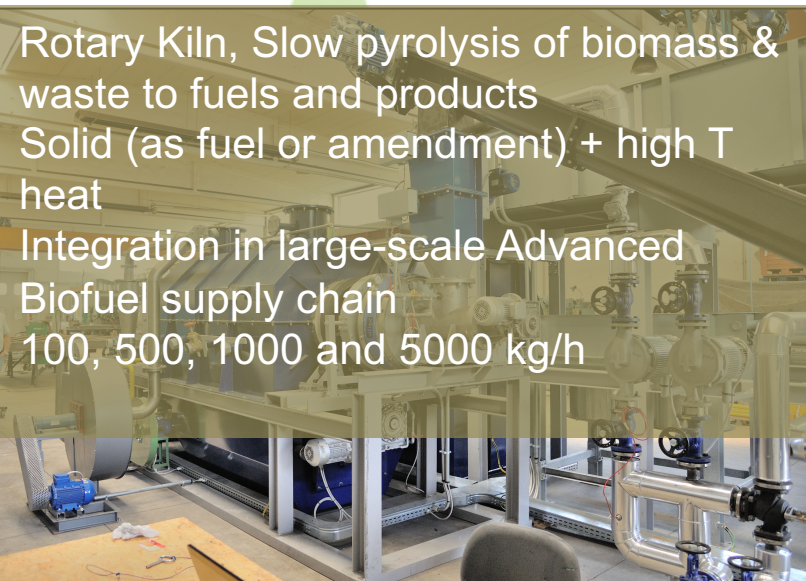 Rotary Kiln, Slow pyrolysis of biomass &
waste to fuels and products
Solid (as fuel or amendment) + high T
heat
Integration in large-scale Advanced
Biofuel supply chain
100, 500, 1000 and 5000 kg/h